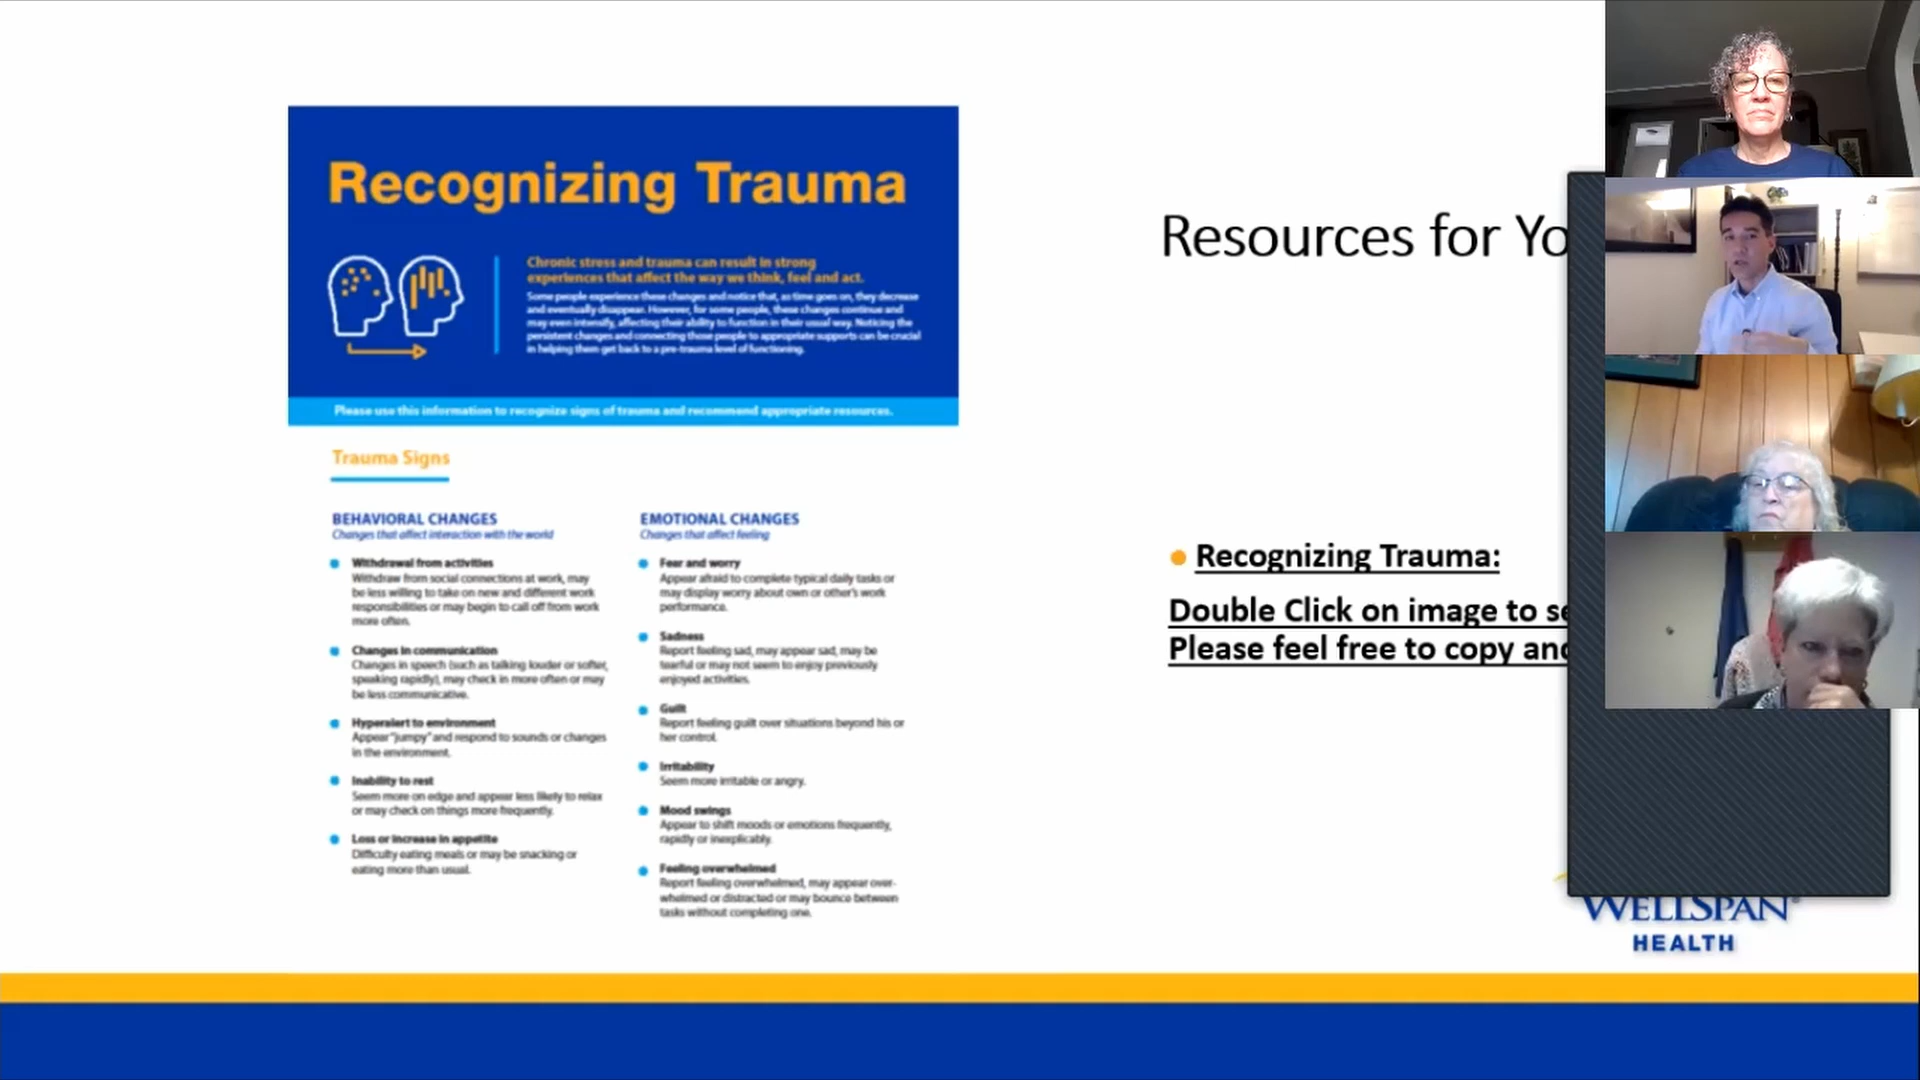 Recognizing Trauma
Chronic stress and trauma can result in strong
experiences that affect the way we think, feel and act.
Some people experience these changes and notice that, as time goes on, they decrease
and eventually disappear. However, for some people, these changes continue and
may even intensify, affecting their ability to function in their usual way. Noticing the
persistent changes and connecting those people to appropriate supports can be crucial
in helping them get back to a pre-trauma level of functioning.
Please use this information to recognize signs of trauma and recommend appropriate resources.
Trauma Signs
BEHAVIORAL CHANGES
Changes that affect interaction with the world
Withdrawal from activities
Withdraw from social connections at work, may
be less willing to take on new and different work
responsibilities or may begin to call off from work
more often.
Changes in communication
Changes in speech (such as talking louder or softer,
speaking rapidly), may check in more often or may
be less communicative.
Hyperalert to environment
Appear "jumpy" and respond to sounds or changes
in the environment.
Inability to rest
Seem more on edge and appear less likely to relax
or may check on things more frequently.
Loss or increase in appetite
Difficulty eating meals or may be snacking or
eating more than usual.
EMOTIONAL CHANGES
Changes that affect feeling
Fear and worry
Appear afraid to complete typical daily tasks or
may display worry about own or other's work
performance.
Sadness
Report feeling sad, may appear sad, may be
tearful or may not seem to enjoy previously
enjoyed activities.
Guilt
Report feeling guilt over situations beyond his or
her control.
Irritability
Seem more irritable or angry.
Mood swings
Appear to shift moods or emotions frequently,
rapidly or inexplicably.
Feeling overwhelmed
Report feeling overwhelmed, may appear over-
whelmed or distracted or may bounce between
tasks without completing one.
Resources for Yo
Recognizing Trauma:
Double Click on image to se
Please feel free to copy and
WELLSPAN
HEALTH